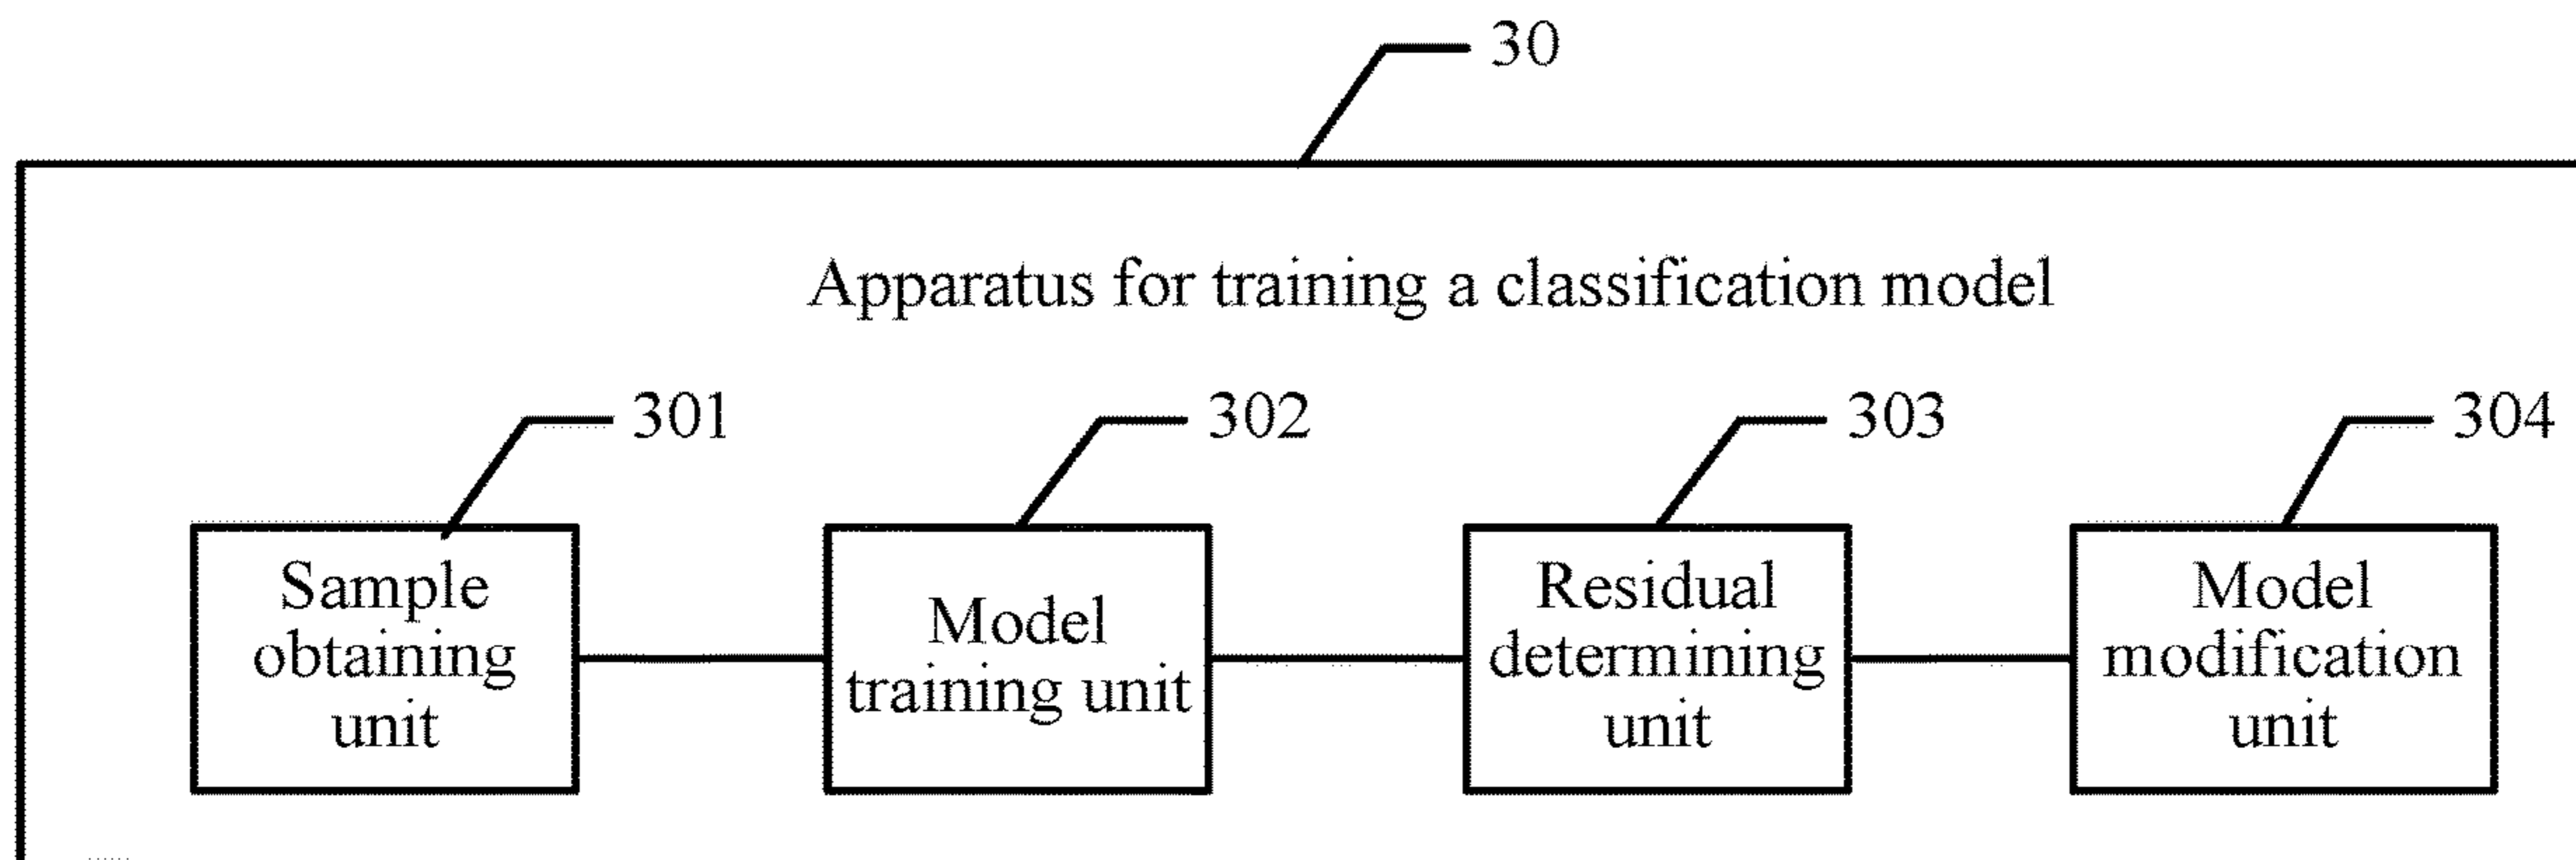 30
Apparatus for training a classification model
301
302
303
304
Sample
obtaining
unit
Model
training unit
Residual
determining
unit
Model
modification
unit